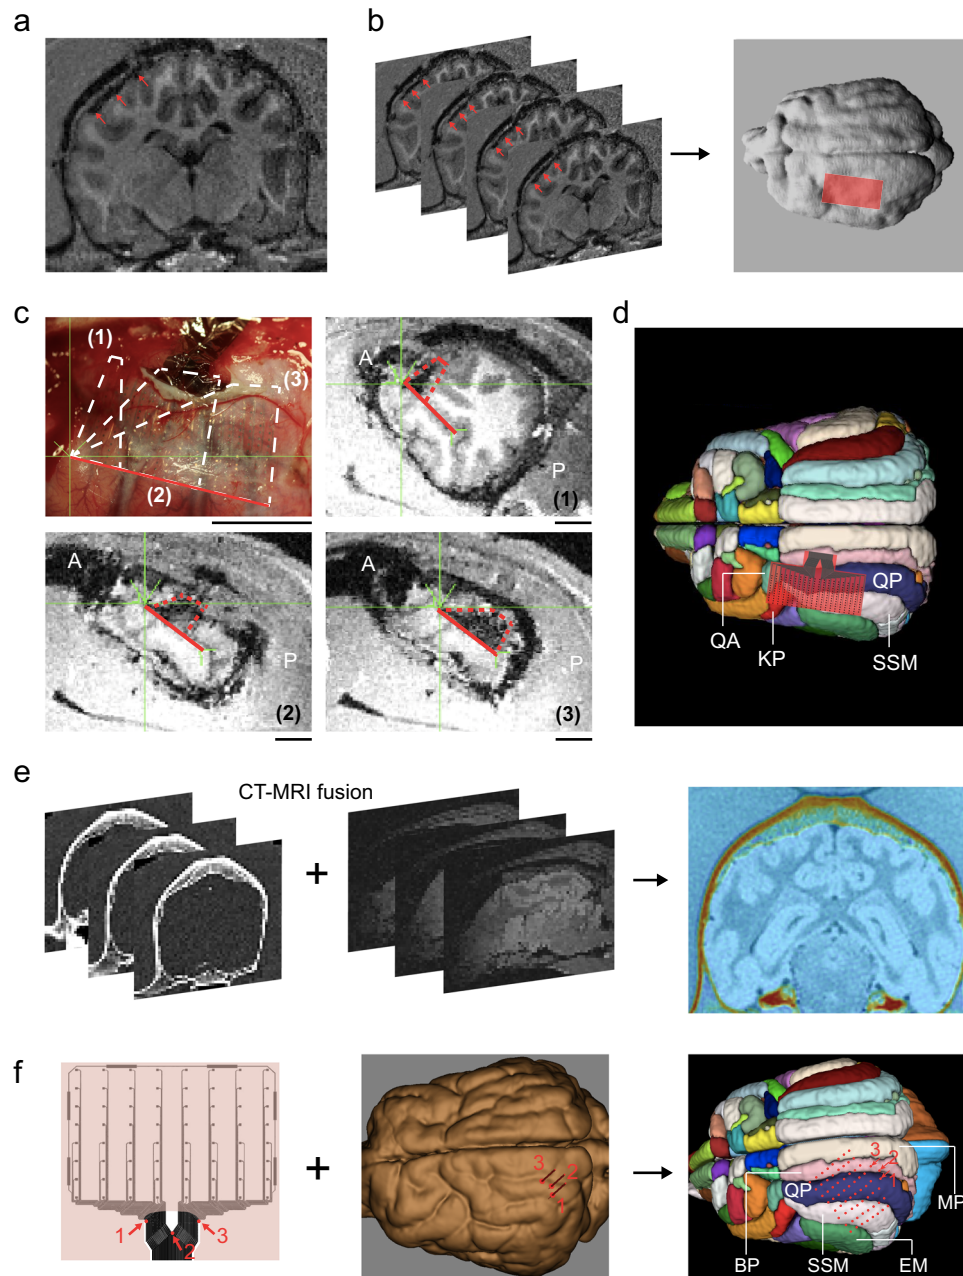 a
b
c
(1)
(3)
(2)
A
P
(1)
d
A
P
(2)
A
P
(3)
QP
QA
KP
SSM
e
CT-MRI fusion
+
f
1
2
3
+
3
2
1
3
2
1
QP
MP
BP
SSM
EM